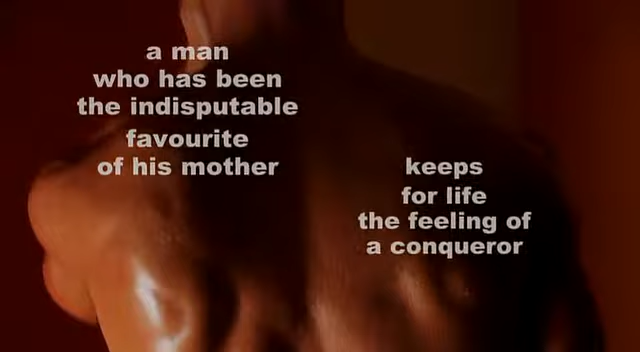 a man
who has been
the indisputable
favourite
of his mother
keeps
for life
the feeling of
a conqueror